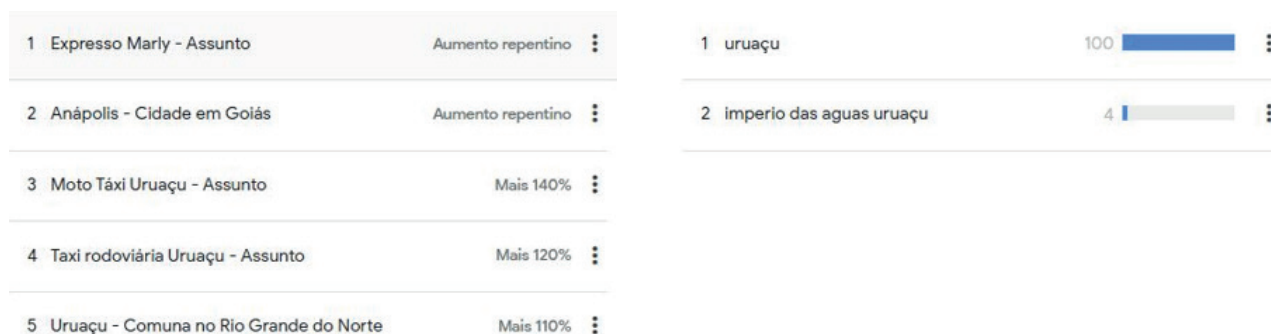 1 Expresso Marly - Assunto Aumento repentino
2 Anápolis - Cidade em Goiás Aumento repentino
3 Moto Táxi Uruaçu - Assunto Mais 140%
4 Taxi rodoviária Uruaçu - Assunto Mais 120%
5 Uruaçu - Comuna no Rio Grande do Norte Mais 110%
1 uruaçu 100
2 imperio das aguas uruaçu 4